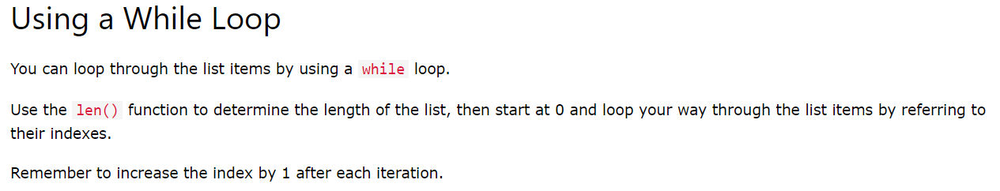 Using a While Loop
You can loop through the list items by using a while loop.
Use the len() function to determine the length of the list, then start at 0 and loop your way through the list items by referring to
their indexes.
Remember to increase the index by 1 after each iteration.